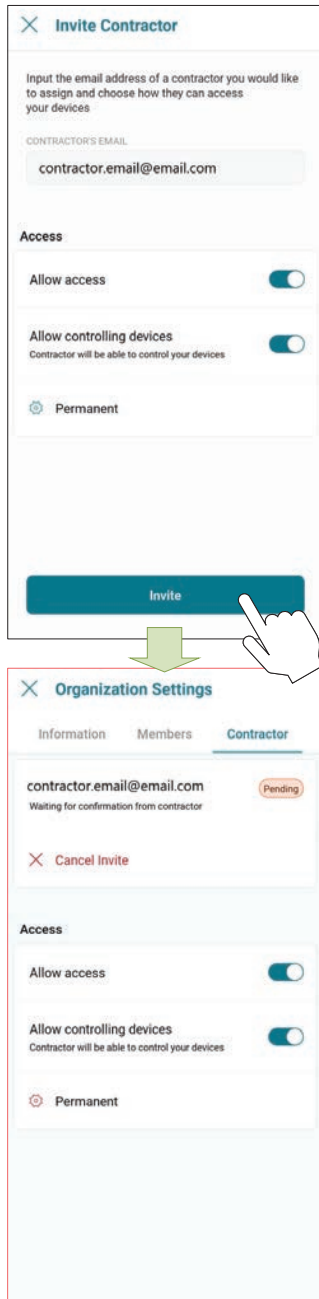 Invite Contractor
Input the email address of a contractor you would like
to assign and choose how they can access
your devices
CONTRACTOR'S EMAIL
contractor.email@email.com
Access
Allow access
Allow controlling devices
Contractor will be able to control your devices
Permanent
Invite
Organization Settings
Information Members Contractor
contractor.email@email.com Pending
Waiting for confirmation from contractor
Cancel Invite
Access
Allow access
Allow controlling devices
Contractor will be able to control your devices
Permanent